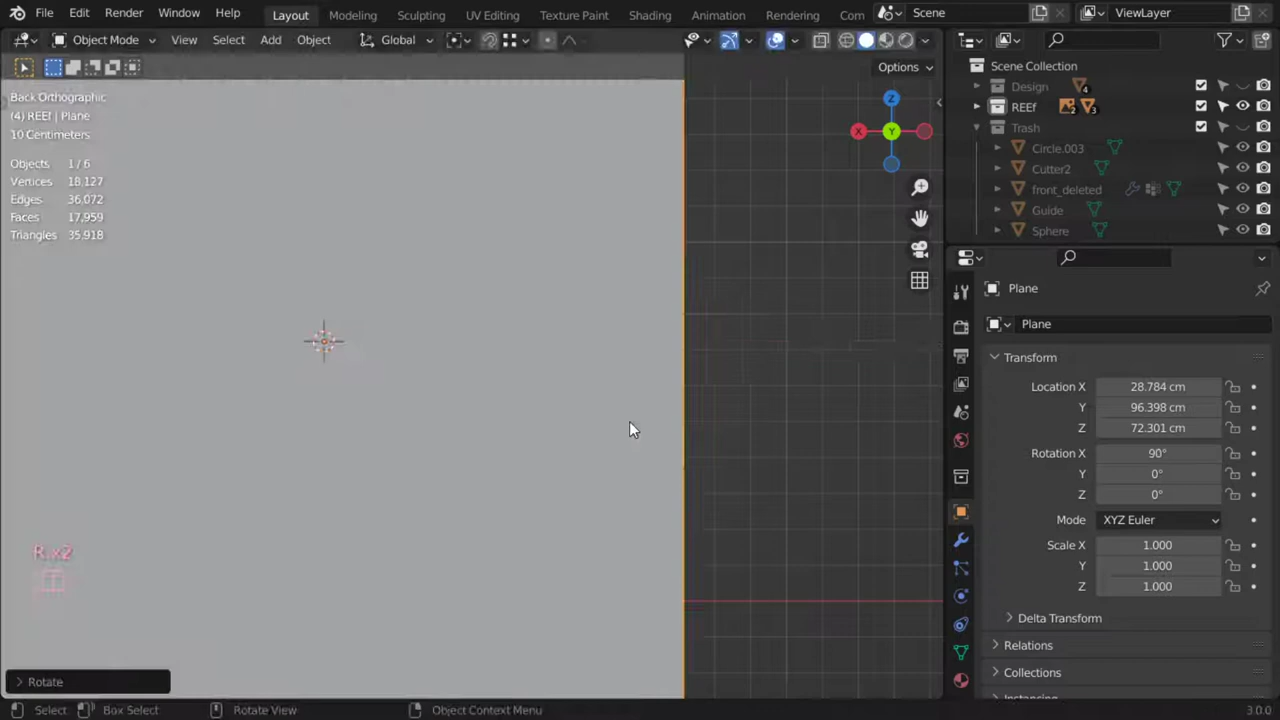 File Edit Render Window Help Layout Modeling Sculpting UV Editing Texture Paint Shading Animation Rendering Com Scene ViewLayer
Object Mode View Select Add Object Global
Options
Back Orthographic
(4) REEf | Plane
10 Centimeters
Objects 1 / 6
Vertices 18,127
Edges 36,072
Faces 17,959
Triangles 35,918
Z
X
Y
R x2
Rotate
Scene Collection
Design 4
REEf 2 3
Trash
Circle.003
Cutter2
front_deleted
Guide
Sphere
Plane
Plane
Transform
Location X 28.784 cm
Y 96.398 cm
Z 72.301 cm
Rotation X 90°
Y 0°
Z 0°
Mode XYZ Euler
Scale X 1.000
Y 1.000
Z 1.000
Delta Transform
Relations
Collections
Instancing
Select Box Select Rotate View Object Context Menu 3.0.0